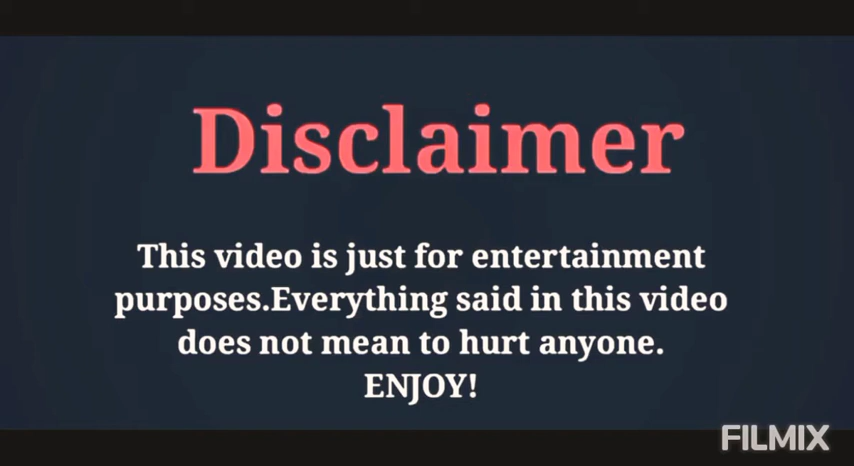 Disclaimer
This video is just for entertainment
purposes.Everything said in this video
does not mean to hurt anyone.
ENJOY!
FILMIX